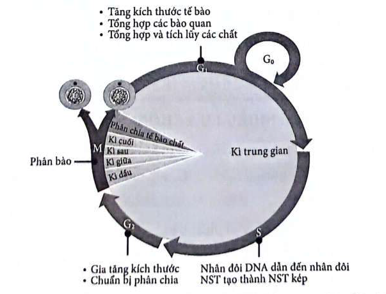 • Tăng kích thước tế bào
• Tổng hợp các bào quan
• Tổng hợp và tích lũy các chất
G₁
G₀
Phân chia tế bào chất
Kì cuối
Kì sau
Kì giữa
Kì đầu
M
Phân bào
Kì trung gian
G₂
S
• Gia tăng kích thước
• Chuẩn bị phân chia
Nhân đôi DNA dẫn đến nhân đôi
NST tạo thành NST kép